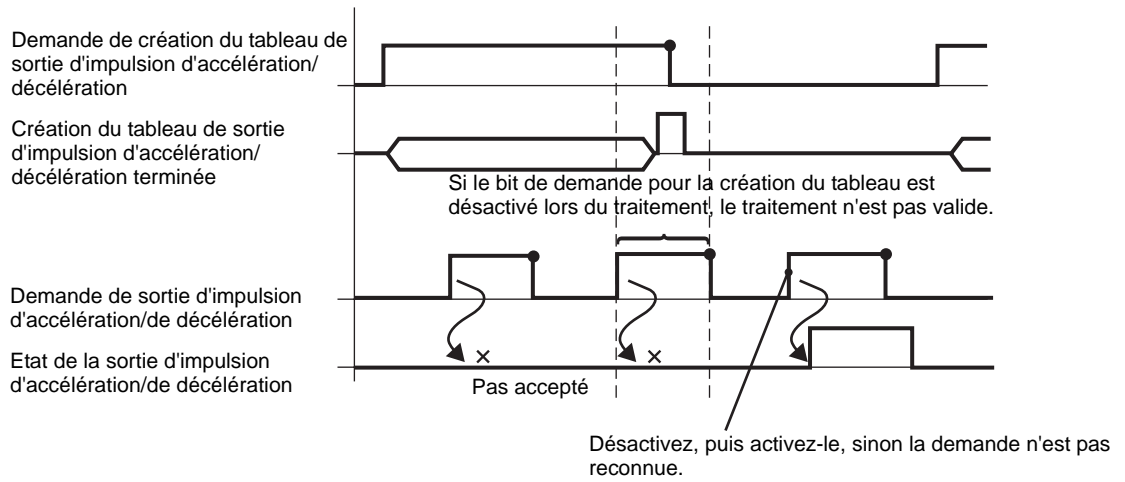 Demande de création du tableau de
sortie d'impulsion d'accélération/
décélération
Création du tableau de sortie
d'impulsion d'accélération/
décélération terminée
Si le bit de demande pour la création du tableau est
désactivé lors du traitement, le traitement n'est pas valide.
Demande de sortie d'impulsion
d'accélération/de décélération
Etat de la sortie d'impulsion
d'accélération/de décélération
×
×
Pas accepté
Désactivez, puis activez-le, sinon la demande n'est pas
reconnue.